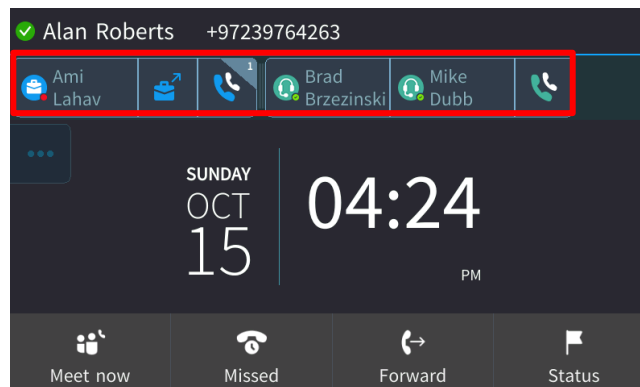 Alan Roberts +97239764263
Ami
Lahav
1
Brad
Brzezinski
Mike
Dubb
SUNDAY
OCT
15
04:24
PM
Meet now
Missed
Forward
Status